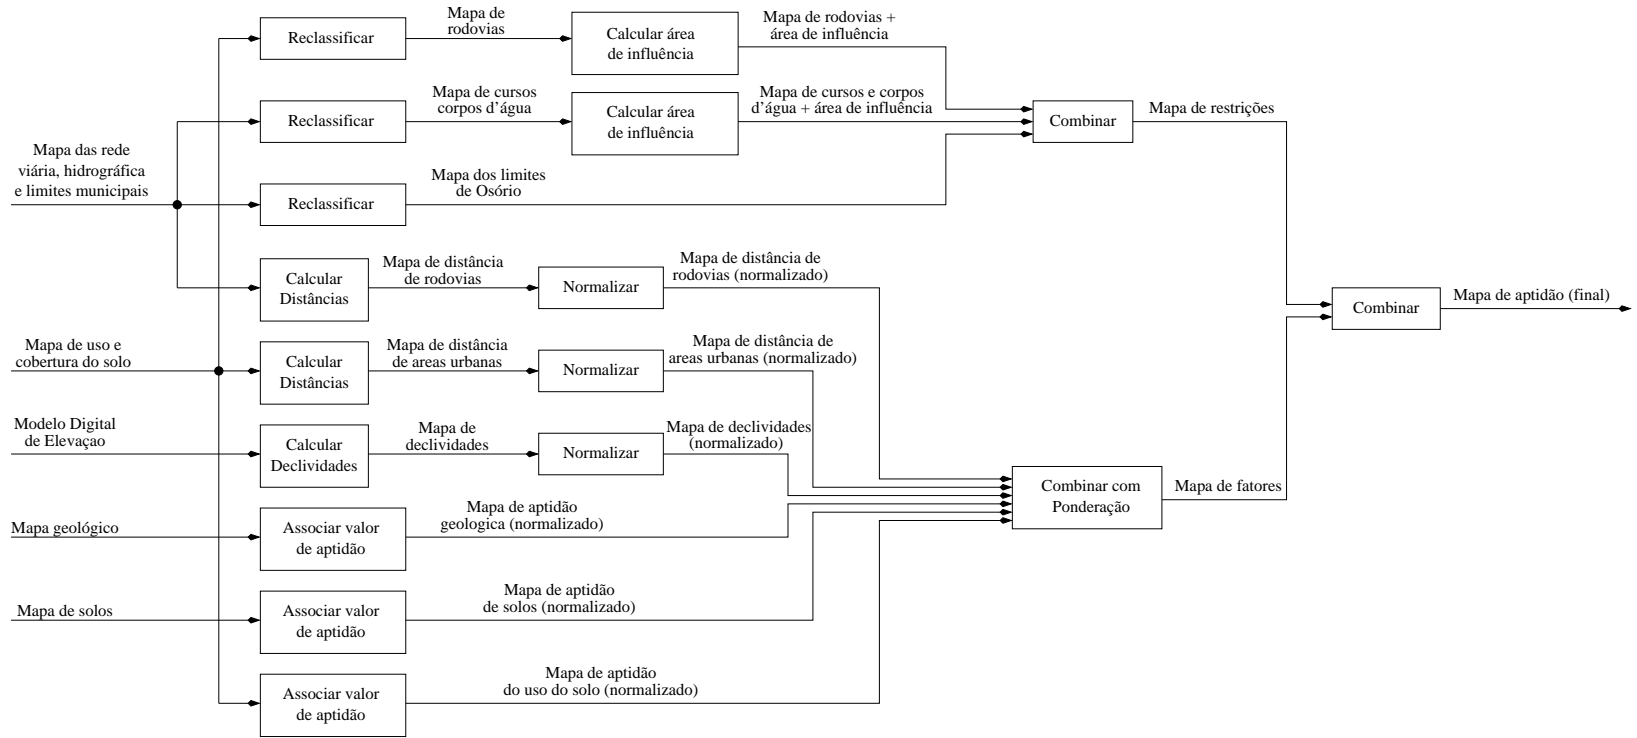 Mapa de
rodovias
Mapa de rodovias +
área de influência
Reclassificar
Calcular área
de influência
Mapa de cursos
corpos d'água
Mapa de cursos e corpos
d'água + área de influência
Reclassificar
Calcular área
de influência
Combinar
Mapa de restrições
Mapa das rede
viária, hidrográfica
e limites municipais
Reclassificar
Mapa dos limites
de Osório
Calcular
Distâncias
Mapa de distância
de rodovias
Normalizar
Mapa de distância de
rodovias (normalizado)
Combinar
Mapa de aptidão (final)
Mapa de uso e
cobertura do solo
Calcular
Distâncias
Mapa de distância
de areas urbanas
Normalizar
Mapa de distância de
areas urbanas (normalizado)
Modelo Digital
de Elevaçao
Calcular
Declividades
Mapa de
declividades
Normalizar
Mapa de declividades
(normalizado)
Combinar com
Ponderação
Mapa de fatores
Mapa geológico
Associar valor
de aptidão
Mapa de aptidão
geologica (normalizado)
Mapa de solos
Associar valor
de aptidão
Mapa de aptidão
de solos (normalizado)
Associar valor
de aptidão
Mapa de aptidão
do uso do solo (normalizado)